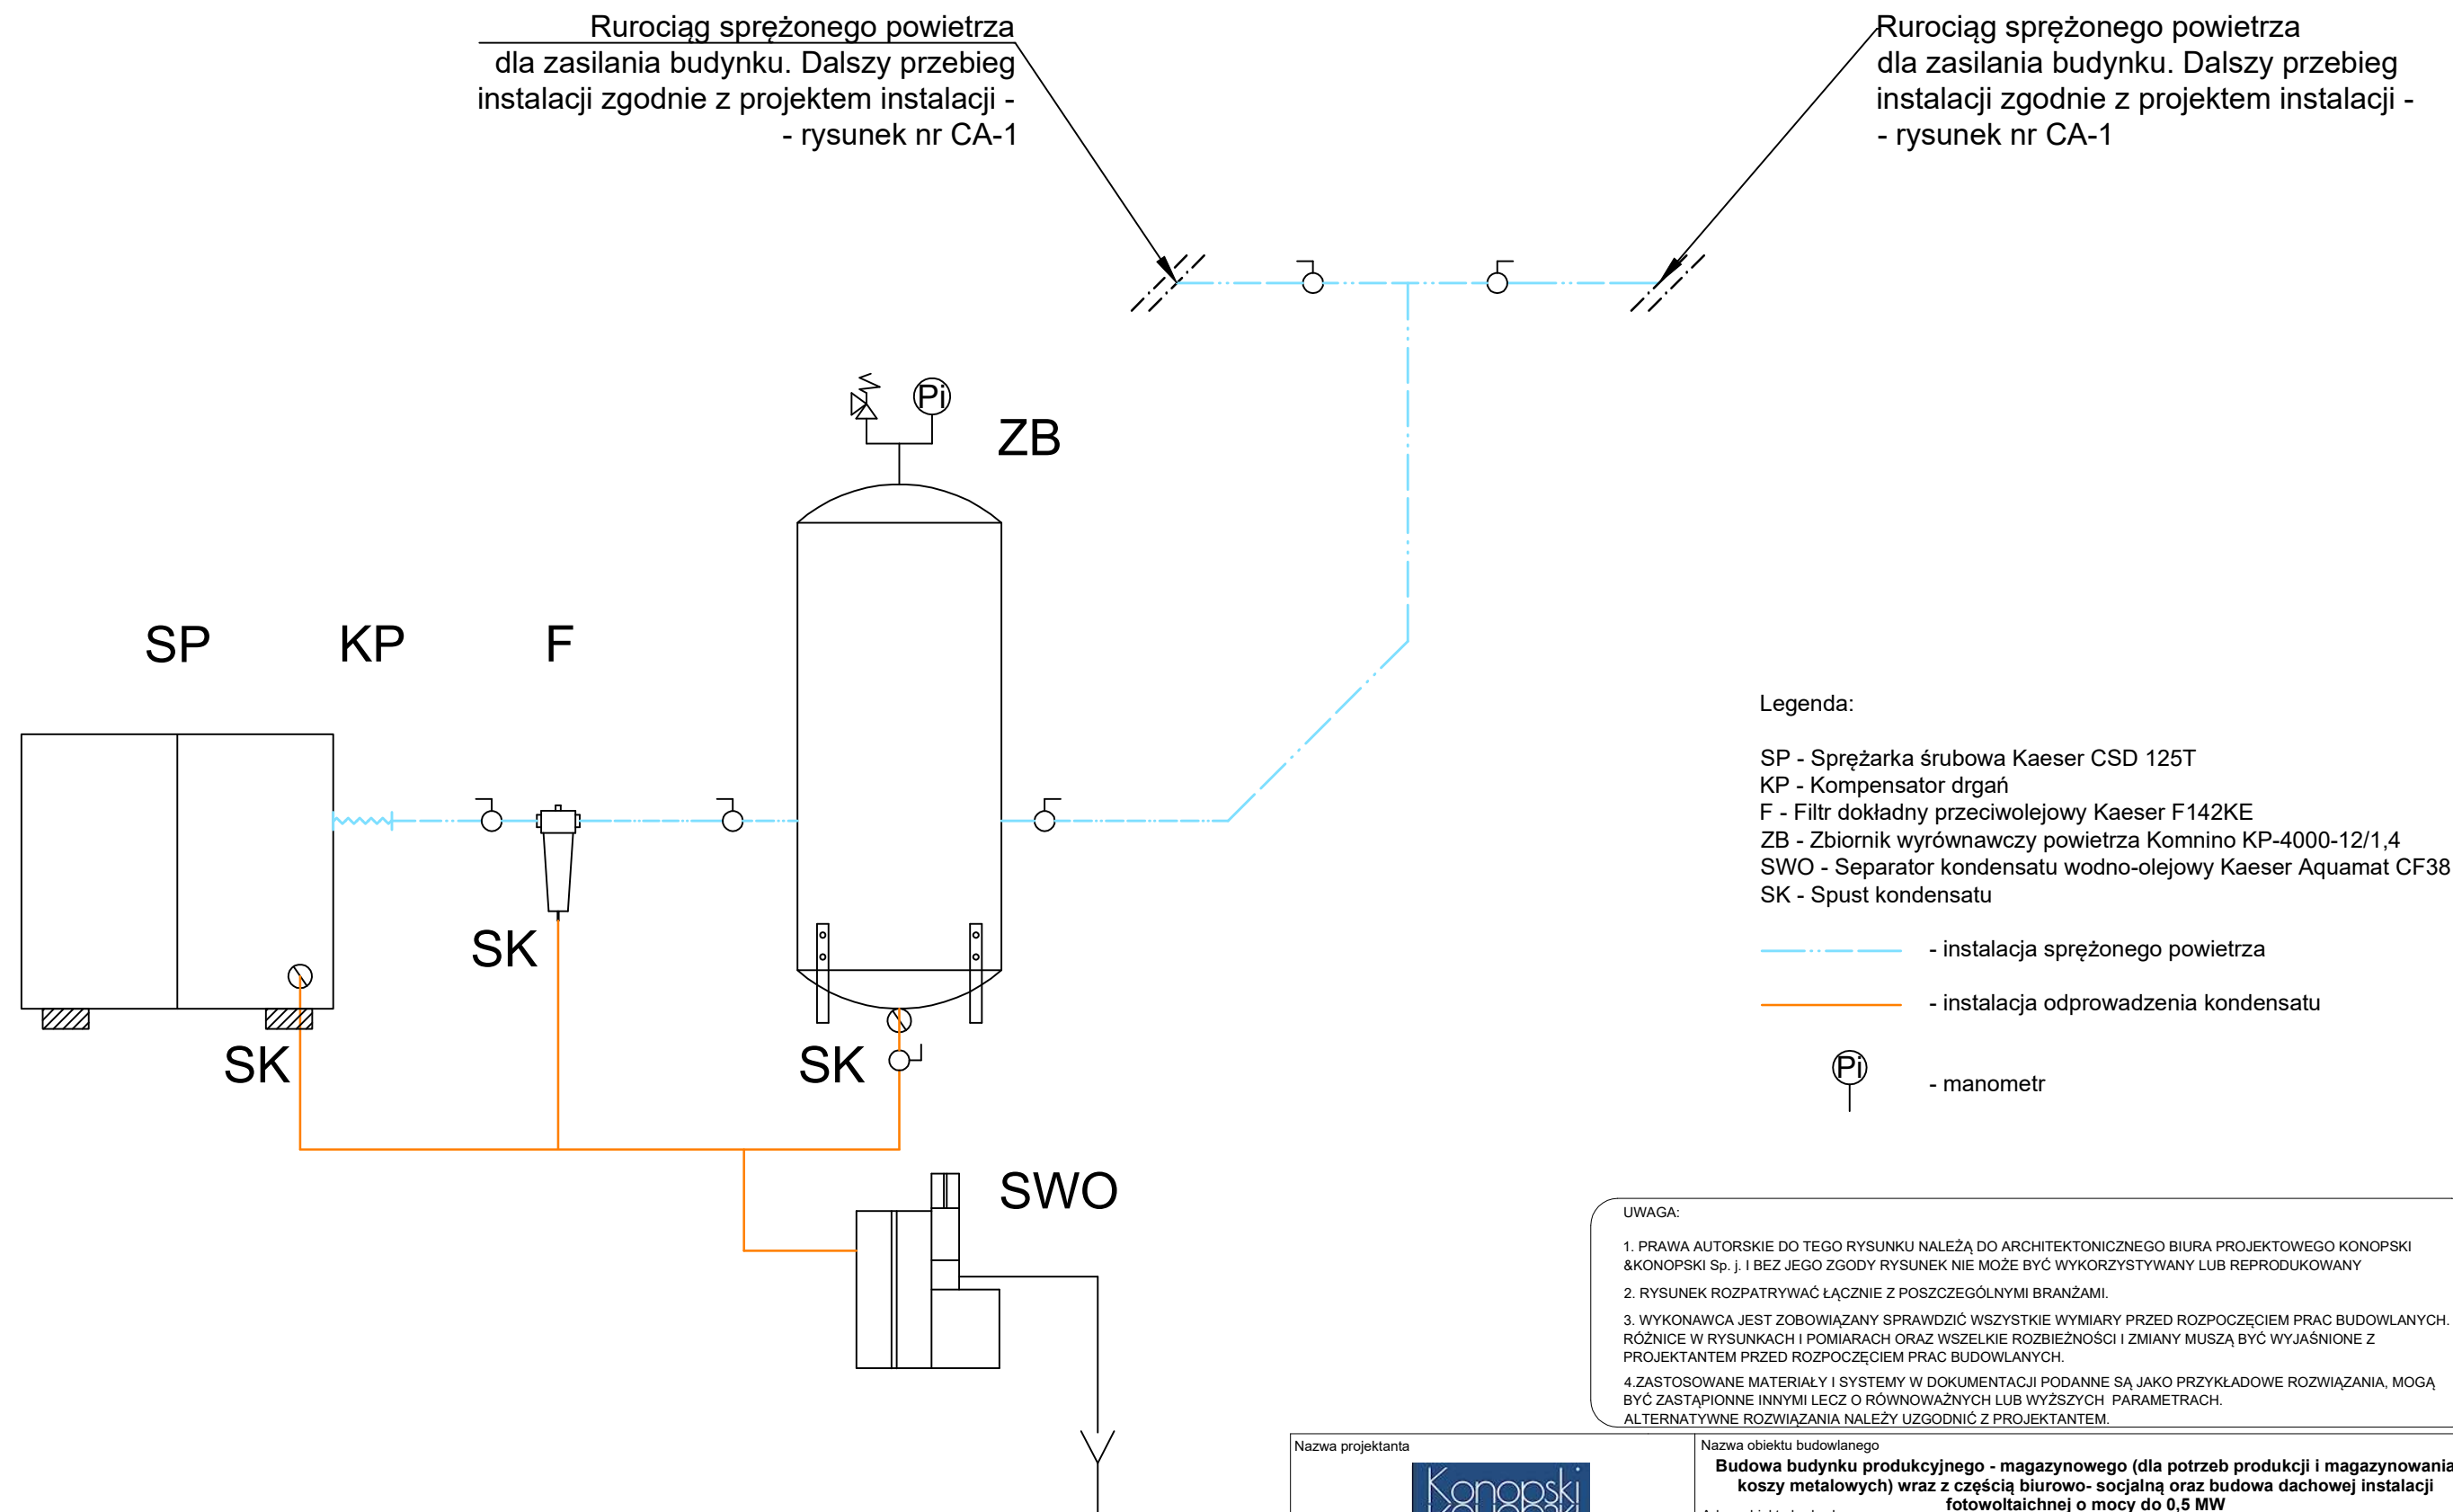 Rurociąg sprężonego powietrza
dla zasilania budynku. Dalszy przebieg
instalacji zgodnie z projektem instalacji -
- rysunek nr CA-1
Rurociąg sprężonego powietrza
dla zasilania budynku. Dalszy przebieg
instalacji zgodnie z projektem instalacji -
- rysunek nr CA-1
Pi
ZB
SP
KP
F
SK
SK
SK
SWO
Legenda:
SP - Sprężarka śrubowa Kaeser CSD 125T
KP - Kompensator drgań
F - Filtr dokładny przeciwolejowy Kaeser F142KE
ZB - Zbiornik wyrównawczy powietrza Komnino KP-4000-12/1,4
SWO - Separator kondensatu wodno-olejowy Kaeser Aquamat CF38
SK - Spust kondensatu
- instalacja sprężonego powietrza
- instalacja odprowadzenia kondensatu
Pi
- manometr
UWAGA:
1. PRAWA AUTORSKIE DO TEGO RYSUNKU NALEŻĄ DO ARCHITEKTONICZNEGO BIURA PROJEKTOWEGO KONOPSKI
&KONOPSKI Sp. j. I BEZ JEGO ZGODY RYSUNEK NIE MOŻE BYĆ WYKORZYSTYWANY LUB REPRODUKOWANY
2. RYSUNEK ROZPATRYWAĆ ŁĄCZNIE Z POSZCZEGÓLNYMI BRANŻAMI.
3. WYKONAWCA JEST ZOBOWIĄZANY SPRAWDZIĆ WSZYSTKIE WYMIARY PRZED ROZPOCZĘCIEM PRAC BUDOWLANYCH.
RÓŻNICE W RYSUNKACH I POMIARACH ORAZ WSZELKIE ROZBIEŻNOŚCI I ZMIANY MUSZĄ BYĆ WYJAŚNIONE Z
PROJEKTANTEM PRZED ROZPOCZĘCIEM PRAC BUDOWLANYCH.
4.ZASTOSOWANE MATERIAŁY I SYSTEMY W DOKUMENTACJI PODANNE SĄ JAKO PRZYKŁADOWE ROZWIĄZANIA, MOGĄ
BYĆ ZASTĄPIONNE INNYMI LECZ O RÓWNOWAŻNYCH LUB WYŻSZYCH PARAMETRACH.
ALTERNATYWNE ROZWIĄZANIA NALEŻY UZGODNIĆ Z PROJEKTANTEM.
Nazwa projektanta
Konopski
Nazwa obiektu budowlanego
Budowa budynku produkcyjnego - magazynowego (dla potrzeb produkcji i magazynowania
koszy metalowych) wraz z częścią biurowo- socjalną oraz budowa dachowej instalacji
fotowoltaichnej o mocy do 0,5 MW